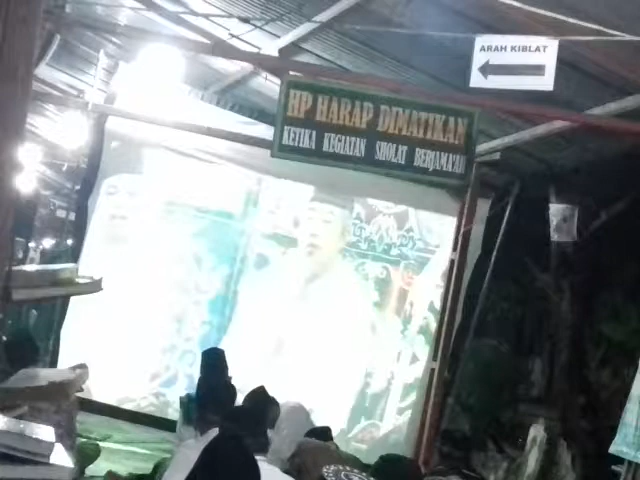 ARAH KIBLAT
HP HARAP DIMATIKAN
KETIKA KEGIATAN SHOLAT BERJAMA'AH